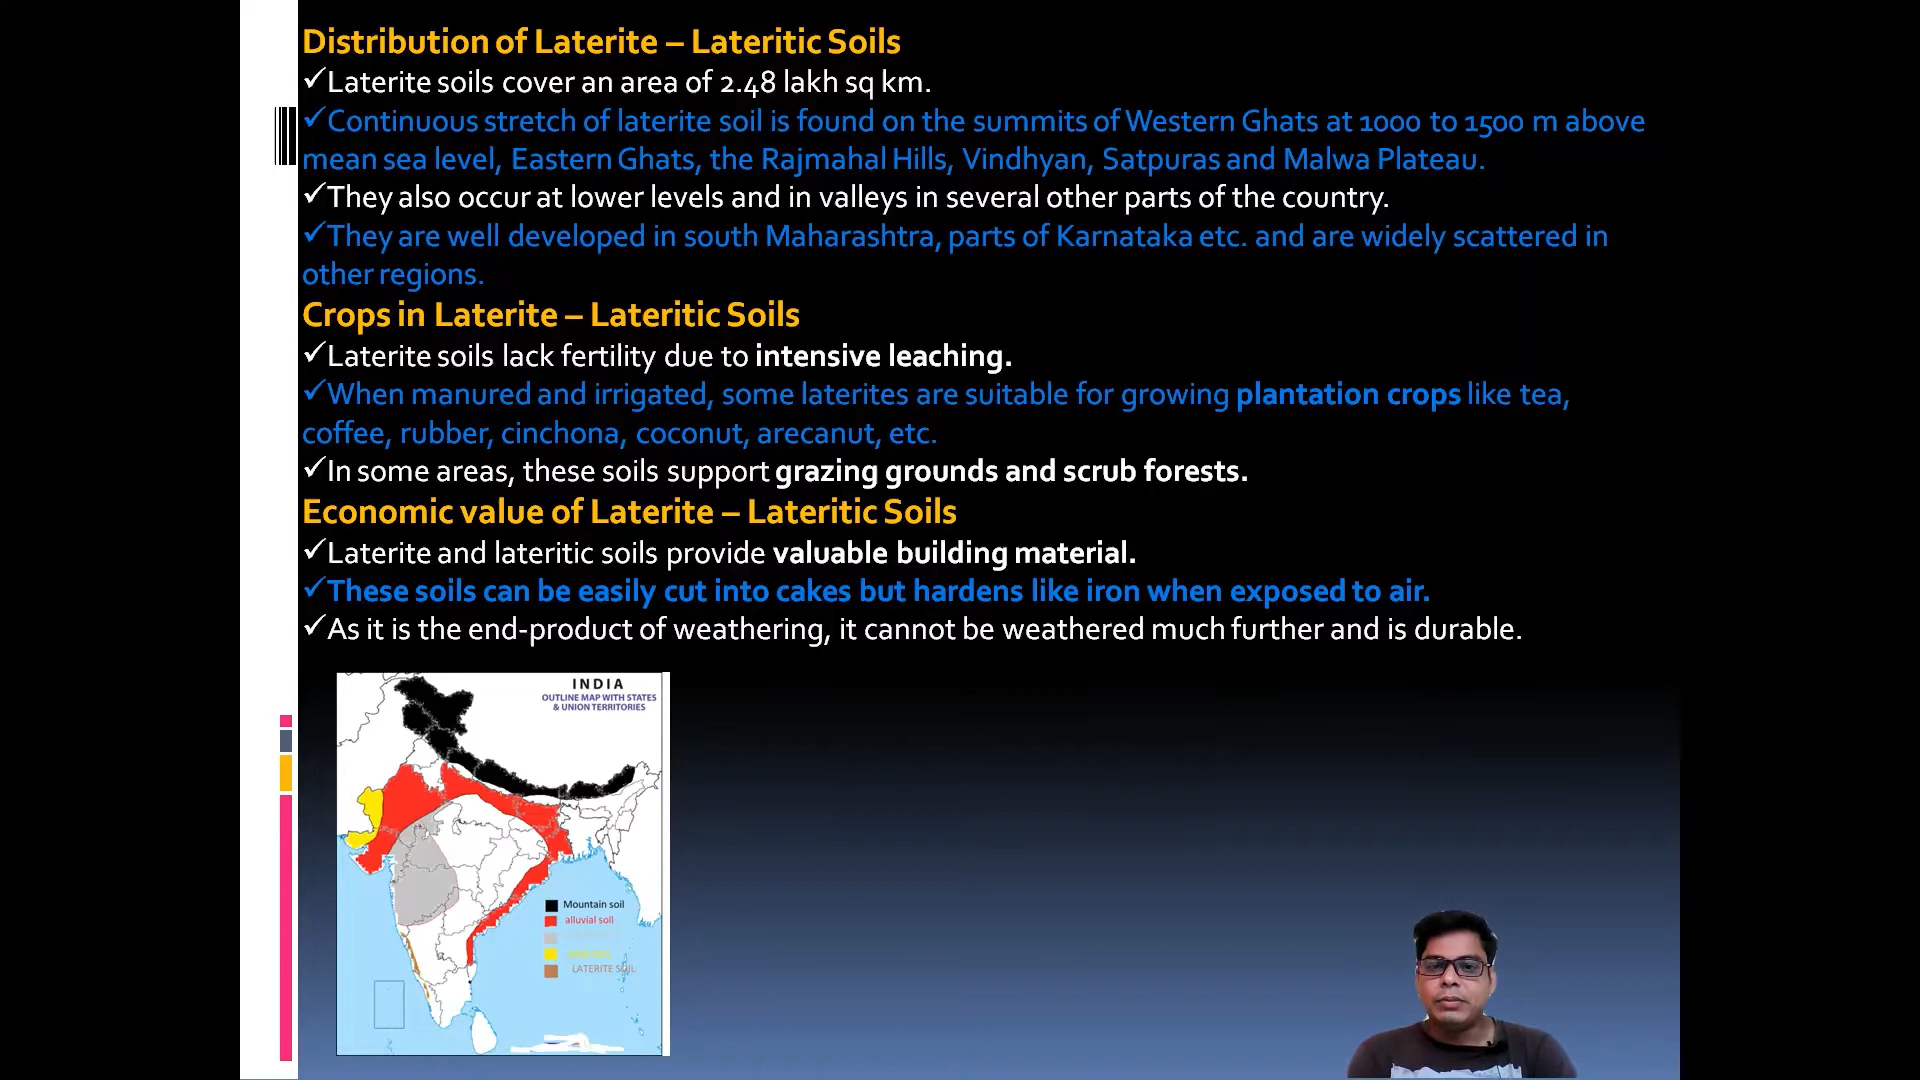 Distribution of Laterite – Lateritic Soils
✓Laterite soils cover an area of 2.48 lakh sq km.
✓Continuous stretch of laterite soil is found on the summits of Western Ghats at 1000 to 1500 m above
mean sea level, Eastern Ghats, the Rajmahal Hills, Vindhyan, Satpuras and Malwa Plateau.
✓They also occur at lower levels and in valleys in several other parts of the country.
✓They are well developed in south Maharashtra, parts of Karnataka etc. and are widely scattered in
other regions.
Crops in Laterite – Lateritic Soils
✓Laterite soils lack fertility due to intensive leaching.
✓When manured and irrigated, some laterites are suitable for growing plantation crops like tea,
coffee, rubber, cinchona, coconut, arecanut, etc.
✓In some areas, these soils support grazing grounds and scrub forests.
Economic value of Laterite – Lateritic Soils
✓Laterite and lateritic soils provide valuable building material.
✓These soils can be easily cut into cakes but hardens like iron when exposed to air.
✓As it is the end-product of weathering, it cannot be weathered much further and is durable.
INDIA
OUTLINE MAP WITH STATES
& UNION TERRITORIES
Mountain soil
alluvial soil
LATERITE SOIL